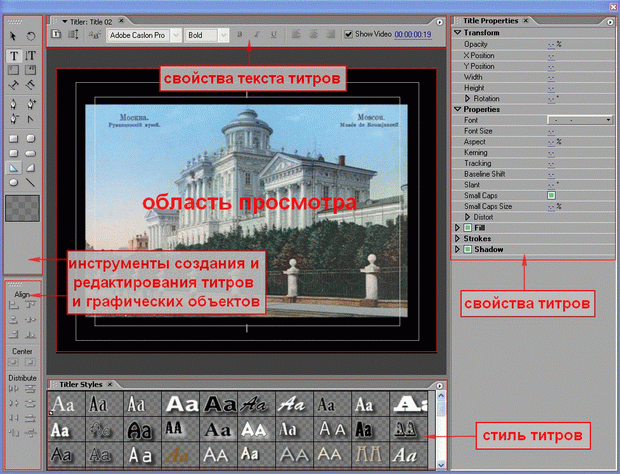 Titler: Title 02
Adobe Caslon Pro
Bold
Show Video
00:00:00:19
свойства текста титров
Москва.
Румянцевскій музей.
Moscou.
Musée de Roumjanzeff
область просмотра
инструменты создания и
редактирования титров
и графических объектов
Align
Center
Distribute
Titler Styles
Aa Aa Aa Aa Aa Aa Aa Aa Aa Aa
Aa Aa Aa AA Aa AA Aa AA Aa AA
Aa Aa Aa Aa AA AA Aa AA AA Aa
стиль титров
Title Properties
Transform
Opacity -.- %
X Position -.-
Y Position -.-
Width -.-
Height -.-
Rotation -.- °
Properties
Font - - -
Font Size -.-
Aspect -.- %
Kerning -.-
Tracking -.-
Baseline Shift -.-
Slant -.- °
Small Caps
Small Caps Size -.- %
Distort
Fill
Strokes
Shadow
свойства титров